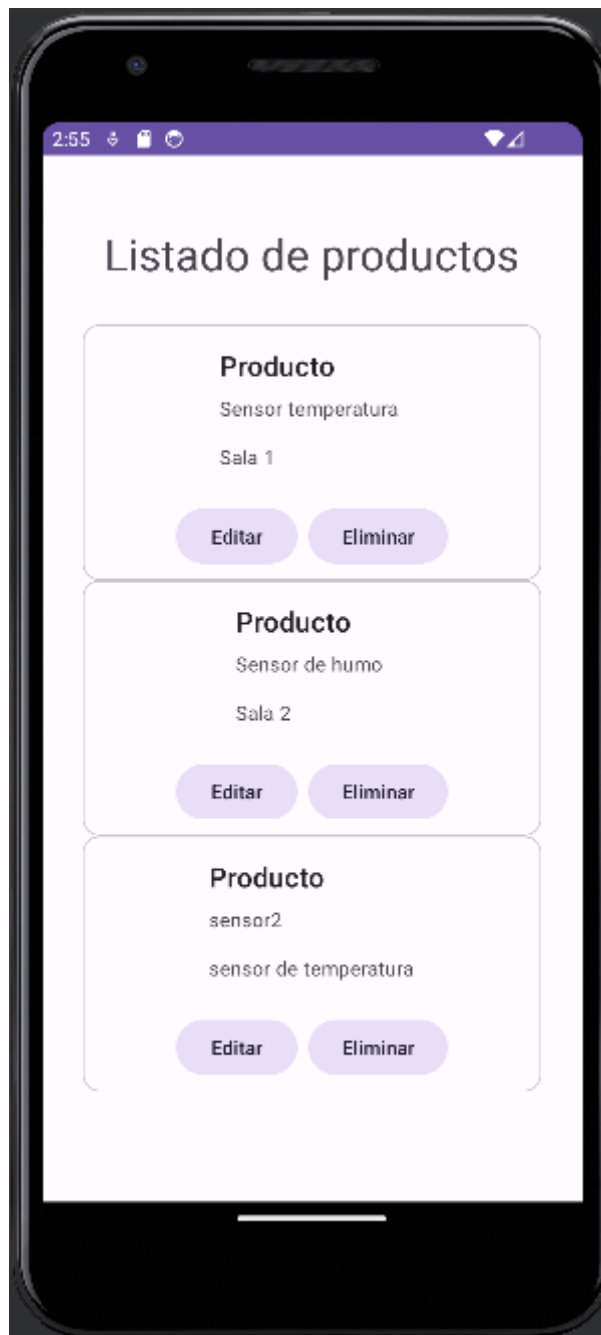 2:55
Listado de productos
Producto
Sensor temperatura
Sala 1
Editar Eliminar
Producto
Sensor de humo
Sala 2
Editar Eliminar
Producto
sensor2
sensor de temperatura
Editar Eliminar